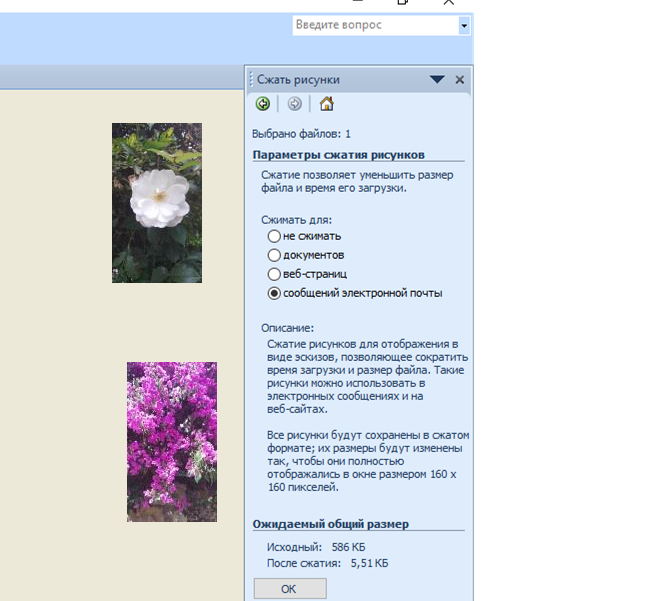 Введите вопрос
Сжать рисунки
Выбрано файлов: 1
Параметры сжатия рисунков
Сжатие позволяет уменьшить размер
файла и время его загрузки.
Сжимать для:
не сжимать
документов
веб-страниц
сообщений электронной почты
Описание:
Сжатие рисунков для отображения в
виде эскизов, позволяющее сократить
время загрузки и размер файла. Такие
рисунки можно использовать в
электронных сообщениях и на
веб-сайтах.
Все рисунки будут сохранены в сжатом
формате; их размеры будут изменены
так, чтобы они полностью
отображались в окне размером 160 x
160 пикселей.
Ожидаемый общий размер
Исходный: 586 КБ
После сжатия: 5,51 КБ
ОК